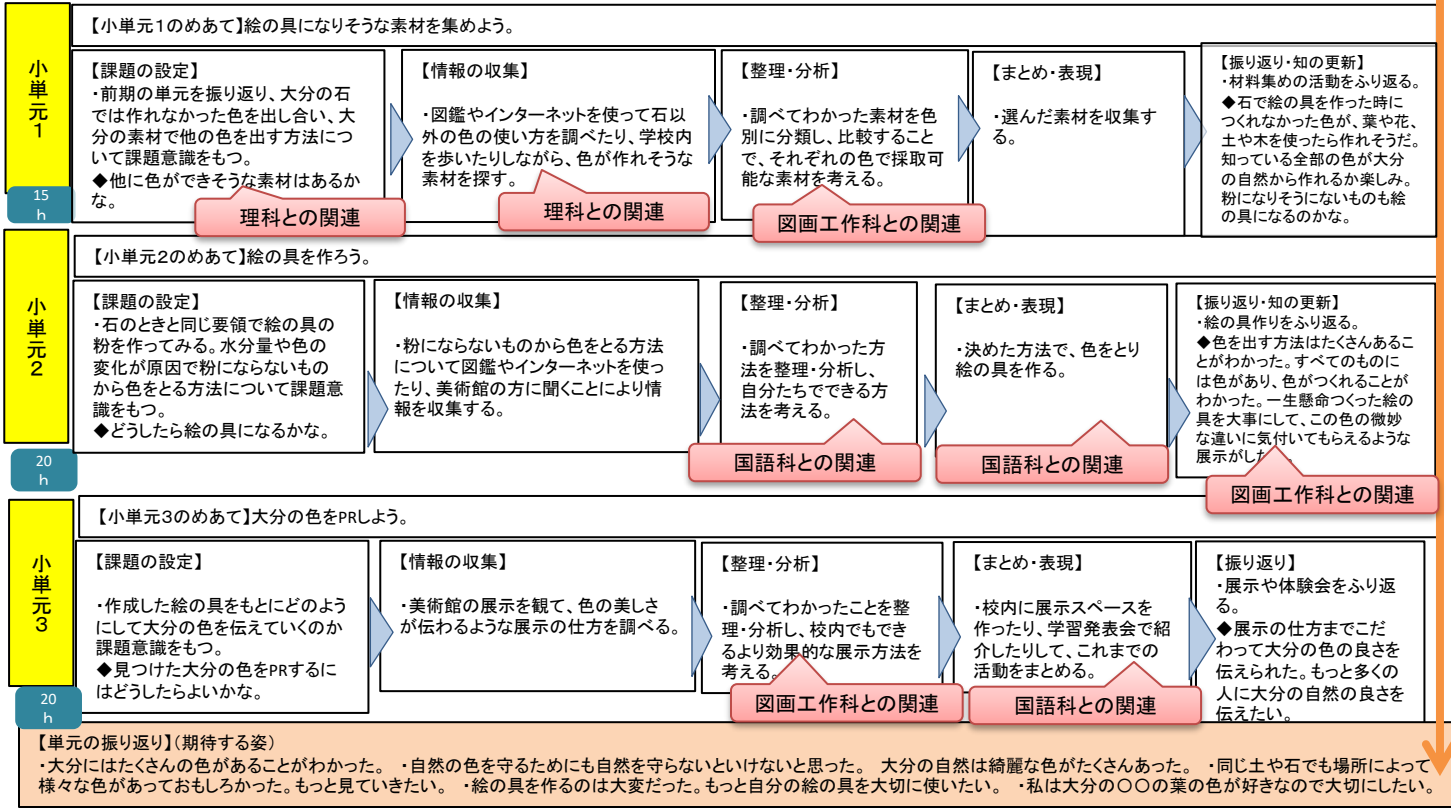 【小単元1のめあて】絵の具になりそうな素材を集めよう。
小単元1
15
h
【課題の設定】
・前期の単元を振り返り、大分の石
では作れなかった色を出し合い、大
分の素材で他の色を出す方法につ
いて課題意識をもつ。
◆他に色ができそうな素材はあるか
な。
理科との関連
【情報の収集】
・図鑑やインターネットを使って石以
外の色の使い方を調べたり、学校内
を歩いたりしながら、色が作れそうな
素材を探す。
理科との関連
【整理・分析】
・調べてわかった素材を色
別に分類し、比較すること
で、それぞれの色で採取可
能な素材を考える。
図画工作科との関連
【まとめ・表現】
・選んだ素材を収集す
る。
【振り返り・知の更新】
・材料集めの活動をふり返る。
◆石で絵の具を作った時に
つくれなかった色が、葉や花、
土や木を使ったら作れそうだ。
知っている全部の色が大分
の自然から作れるか楽しみ。
粉になりそうにないものも絵
の具になるのかな。
【小単元2のめあて】絵の具を作ろう。
小単元2
20
h
【課題の設定】
・石のときと同じ要領で絵の具の
粉を作ってみる。水分量や色の
変化が原因で粉にならないもの
から色をとる方法について課題意
識をもつ。
◆どうしたら絵の具になるかな。
【情報の収集】
・粉にならないものから色をとる方法
について図鑑やインターネットを使っ
たり、美術館の方に聞くことにより情
報を収集する。
【整理・分析】
・調べてわかった方
法を整理・分析し、
自分たちでできる方
法を考える。
国語科との関連
【まとめ・表現】
・決めた方法で、色をとり
絵の具を作る。
国語科との関連
【振り返り・知の更新】
・絵の具作りをふり返る。
◆色を出す方法はたくさんあるこ
とがわかった。すべてのものに
は色があり、色がつくれることが
わかった。一生懸命つくった絵の
具を大事にして、この色の微妙
な違いに気付いてもらえるような
展示がし
図画工作科との関連
【小単元3のめあて】大分の色をPRしよう。
小単元3
20
h
【課題の設定】
・作成した絵の具をもとにどのよう
にして大分の色を伝えていくのか
課題意識をもつ。
◆見つけた大分の色をPRするに
はどうしたらよいかな。
【情報の収集】
・美術館の展示を観て、色の美しさ
が伝わるような展示の仕方を調べる。
【整理・分析】
・調べてわかったことを整
理・分析し、校内でもでき
るより効果的な展示方法を
考える。
図画工作科との関連
【まとめ・表現】
・校内に展示スペースを
作ったり、学習発表会で紹
介したりして、これまでの
活動をまとめる。
国語科との関連
【振り返り】
・展示や体験会をふり返
る。
◆展示の仕方までこだ
わって大分の色の良さを
伝えられた。もっと多くの
人に大分の自然の良さを
伝えたい。
【単元の振り返り】（期待する姿）
・大分にはたくさんの色があることがわかった。 ・自然の色を守るためにも自然を守らないといけないと思った。 大分の自然は綺麗な色がたくさんあった。 ・同じ土や石でも場所によって
様々な色があっておもしろかった。もっと見ていきたい。 ・絵の具を作るのは大変だった。もっと自分の絵の具を大切に使いたい。 ・私は大分の〇〇の葉の色が好きなので大切にしたい。